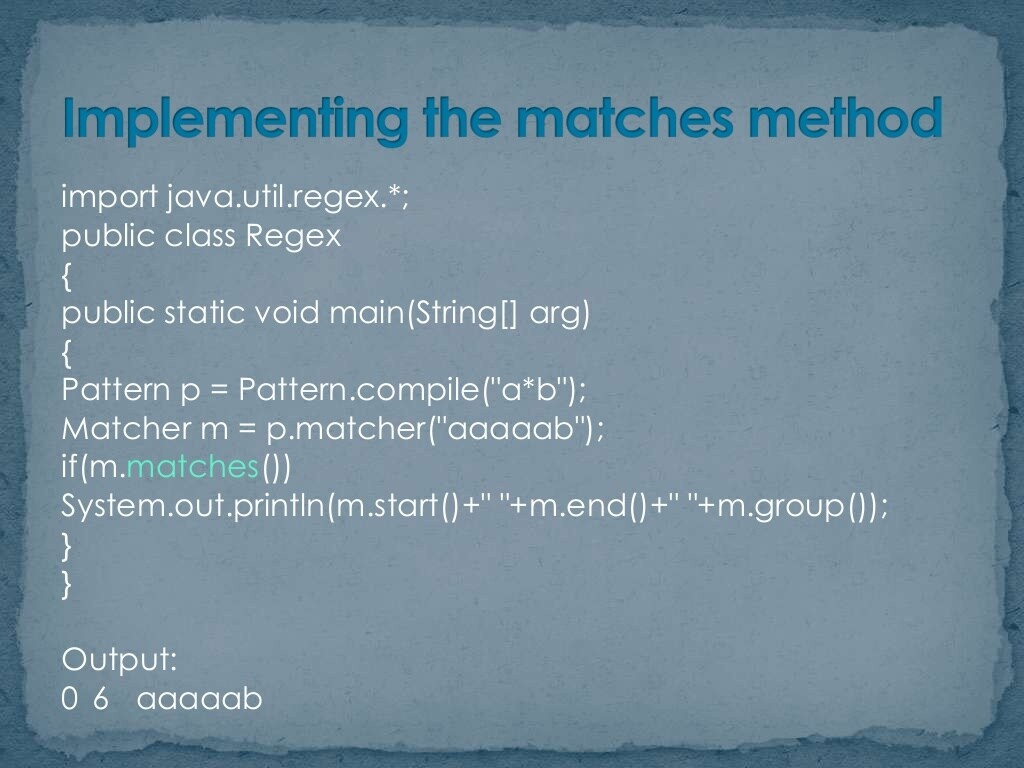 Implementing the matches method
import java.util.regex.*;
public class Regex
{
public static void main(String[] arg)
{
Pattern p = Pattern.compile("a*b");
Matcher m = p.matcher("aaaaab");
if(m.matches())
System.out.println(m.start()+" "+m.end()+" "+m.group());
}
}
Output:
0 6 aaaaab